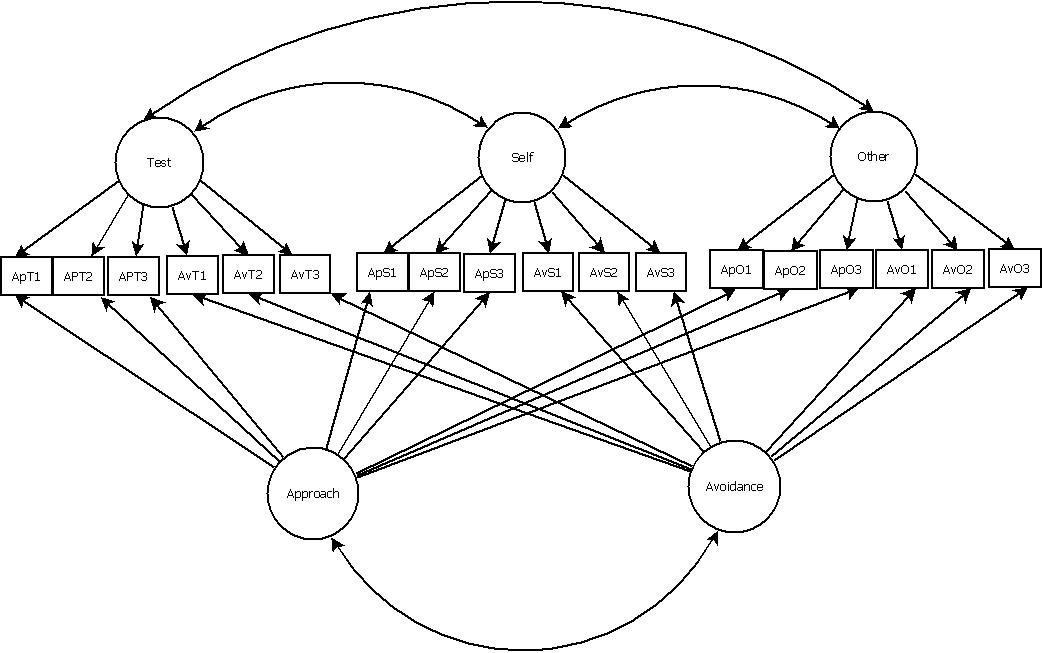 Test
Self
Other
ApT1
APT2
APT3
AvT1
AvT2
AvT3
ApS1
ApS2
ApS3
AvS1
AvS2
AvS3
ApO1
ApO2
ApO3
AvO1
AvO2
AvO3
Approach
Avoidance